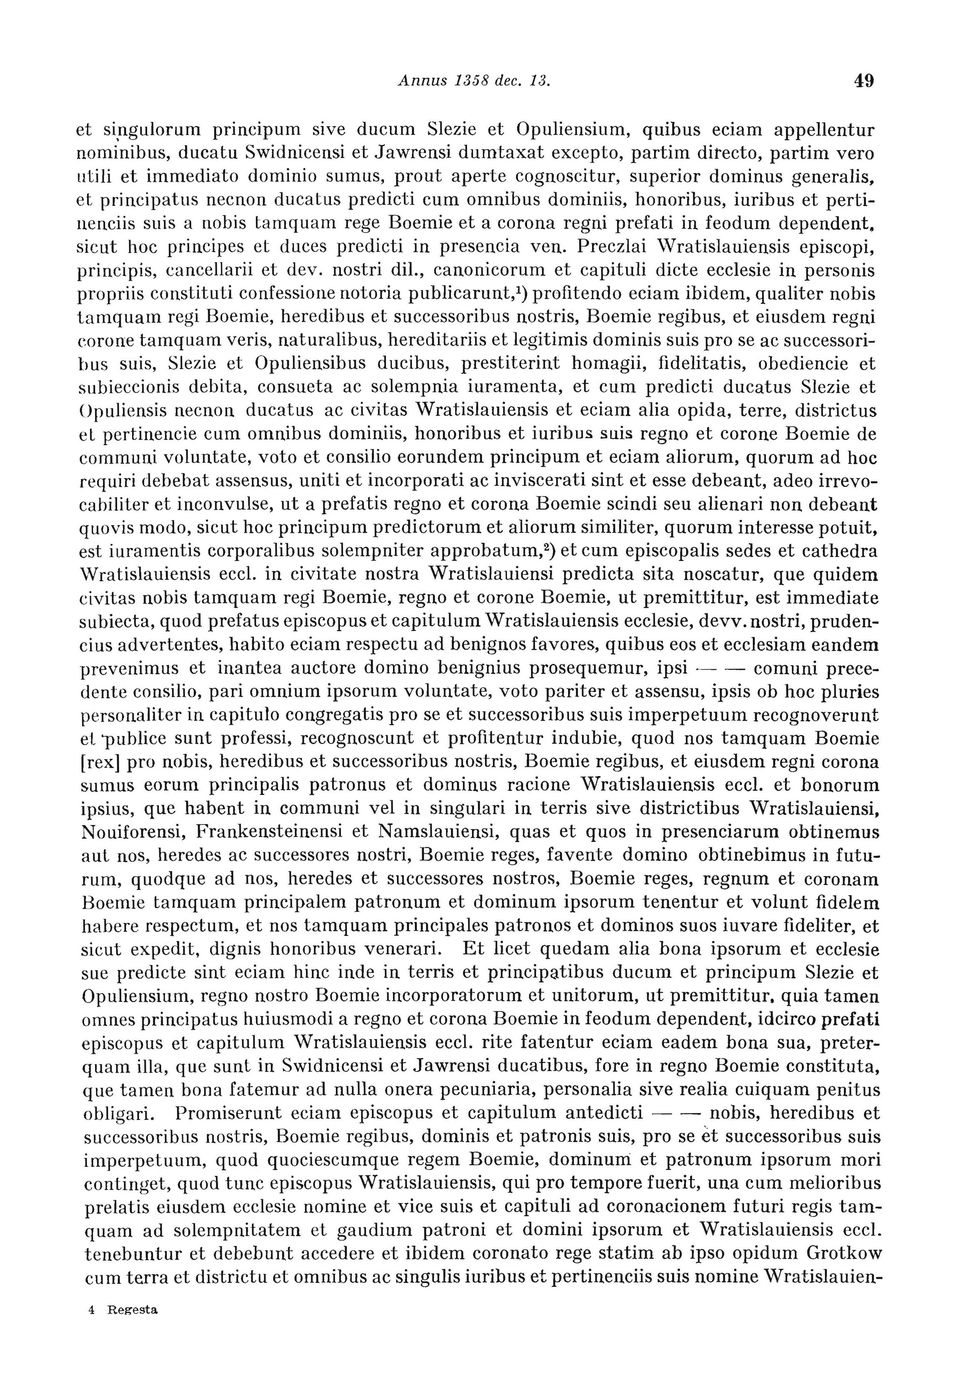 Annus 1358 dec. 13. 49
et singulorum principum sive ducum Slezie et Opuliensium, quibus eciam appellentur
nominibus, ducatu Swidnicensi et Jawrensi dumtaxat excepto, partim directo, partim vero
utili et immediato dominio sumus, prout aperte cognoscitur, superior dominus generalis,
et principatus necnon ducatus predicti cum omnibus dominiis, honoribus, iuribus et perti-
nenciis suis a nobis tamquam rege Boemie et a corona regni prefati in feodum dependent,
sicut hoc principes et duces predicti in presencia ven. Preczlai Wratislauiensis episcopi,
principis, cancellarii et dev. nostri dil., canonicorum et capituli dicte ecclesie in personis
propriis constituti confessione notoria publicarunt,¹) profitendo eciam ibidem, qualiter nobis
tamquam regi Boemie, heredibus et successoribus nostris, Boemie regibus, et eiusdem regni
corone tamquam veris, naturalibus, hereditariis et legitimis dominis suis pro se ac successori-
bus suis, Slezie et Opuliensibus ducibus, prestiterint homagii, fidelitatis, obediencie et
subieccionis debita, consueta ac solempnia iuramenta, et cum predicti ducatus Slezie et
Opuliensis necnon ducatus ac civitas Wratislauiensis et eciam alia opida, terre, districtus
et pertinencie cum omnibus dominiis, honoribus et iuribus suis regno et corone Boemie de
communi voluntate, voto et consilio eorundem principum et eciam aliorum, quorum ad hoc
requiri debebat assensus, uniti et incorporati ac inviscerati sint et esse debeant, adeo irrevo-
cabiliter et inconvulse, ut a prefatis regno et corona Boemie scindi seu alienari non debeant
quovis modo, sicut hoc principum predictorum et aliorum similiter, quorum interesse potuit,
est iuramentis corporalibus solempniter approbatum,²) et cum episcopalis sedes et cathedra
Wratislauiensis eccl. in civitate nostra Wratislauiensi predicta sita noscatur, que quidem
civitas nobis tamquam regi Boemie, regno et corone Boemie, ut premittitur, est immediate
subiecta, quod prefatus episcopus et capitulum Wratislauiensis ecclesie, devv. nostri, pruden-
cius advertentes, habito eciam respectu ad benignos favores, quibus eos et ecclesiam eandem
prevenimus et inantea auctore domino benignius prosequemur, ipsi — — comuni prece-
dente consilio, pari omnium ipsorum voluntate, voto pariter et assensu, ipsis ob hoc pluries
personaliter in capitulo congregatis pro se et successoribus suis imperpetuum recognoverunt
et publice sunt professi, recognoscunt et profitentur indubie, quod nos tamquam Boemie
[rex] pro nobis, heredibus et successoribus nostris, Boemie regibus, et eiusdem regni corona
sumus eorum principalis patronus et dominus racione Wratislauiensis eccl. et bonorum
ipsius, que habent in communi vel in singulari in terris sive districtibus Wratislauiensi,
Nouiforensi, Frankensteinensi et Namslauiensi, quas et quos in presenciarum obtinemus
aut nos, heredes ac successores nostri, Boemie reges, favente domino obtinebimus in futu-
rum, quodque ad nos, heredes et successores nostros, Boemie reges, regnum et coronam
Boemie tamquam principalem patronum et dominum ipsorum tenentur et volunt fidelem
habere respectum, et nos tamquam principales patronos et dominos suos iuvare fideliter, et
sicut expedit, dignis honoribus venerari. Et licet quedam alia bona ipsorum et ecclesie
sue predicte sint eciam hinc inde in terris et principatibus ducum et principum Slezie et
Opuliensium, regno nostro Boemie incorporatorum et unitorum, ut premittitur, quia tamen
omnes principatus huiusmodi a regno et corona Boemie in feodum dependent, idcirco prefati
episcopus et capitulum Wratislauiensis eccl. rite fatentur eciam eadem bona sua, preter-
quam illa, que sunt in Swidnicensi et Jawrensi ducatibus, fore in regno Boemie constituta,
que tamen bona fatemur ad nulla onera pecuniaria, personalia sive realia cuiquam penitus
obligari. Promiserunt eciam episcopus et capitulum antedicti — — nobis, heredibus et
successoribus nostris, Boemie regibus, dominis et patronis suis, pro se et successoribus suis
imperpetuum, quod quociescumque regem Boemie, dominum et patronum ipsorum mori
continget, quod tunc episcopus Wratislauiensis, qui pro tempore fuerit, una cum melioribus
prelatis eiusdem ecclesie nomine et vice suis et capituli ad coronacionem futuri regis tam-
quam ad solempnitatem et gaudium patroni et domini ipsorum et Wratislauiensis eccl.
tenebuntur et debebunt accedere et ibidem coronato rege statim ab ipso opidum Grotkow
cum terra et districtu et omnibus ac singulis iuribus et pertinenciis suis nomine Wratislauien-
4 Regesta